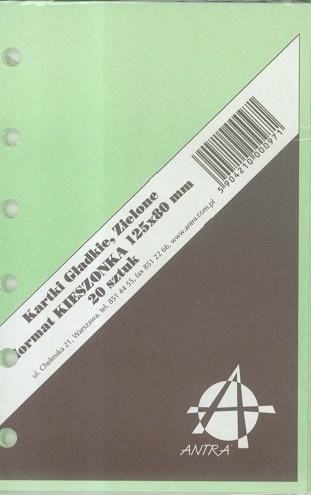 Kartki Gładkie, Zielone
format KIESZONKA 125x80 mm
20 sztuk
ul. Chełmska 21, Warszawa, tel. 851 44 55, fax 851 22 66, www.antra.com.pl
5904210000971
ANTRA